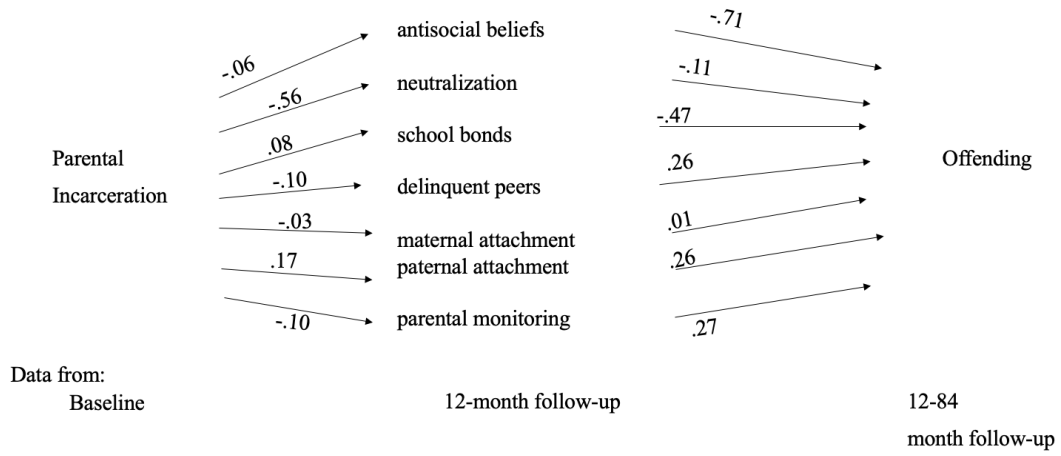 antisocial beliefs
-.71
-.06
-.11
neutralization
-.56
-.47
school bonds
.08
Parental
Incarceration
Offending
.26
-.10
delinquent peers
-.03
.01
maternal attachment
.17
paternal attachment
.26
-.10
parental monitoring
.27
Data from:
Baseline
12-month follow-up
12-84
month follow-up